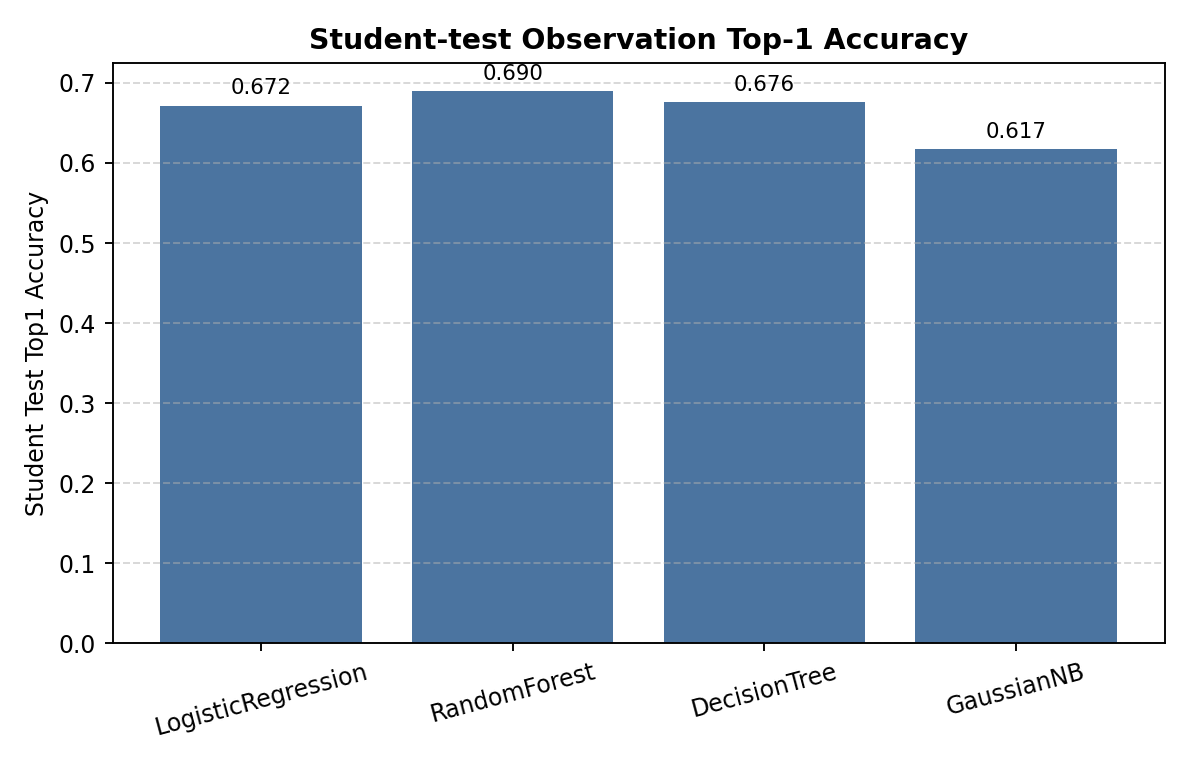 Student-test Observation Top-1 Accuracy
Student Test Top1 Accuracy
0.7
0.6
0.5
0.4
0.3
0.2
0.1
0.0
0.672
0.690
0.676
0.617
LogisticRegression
RandomForest
DecisionTree
GaussianNB